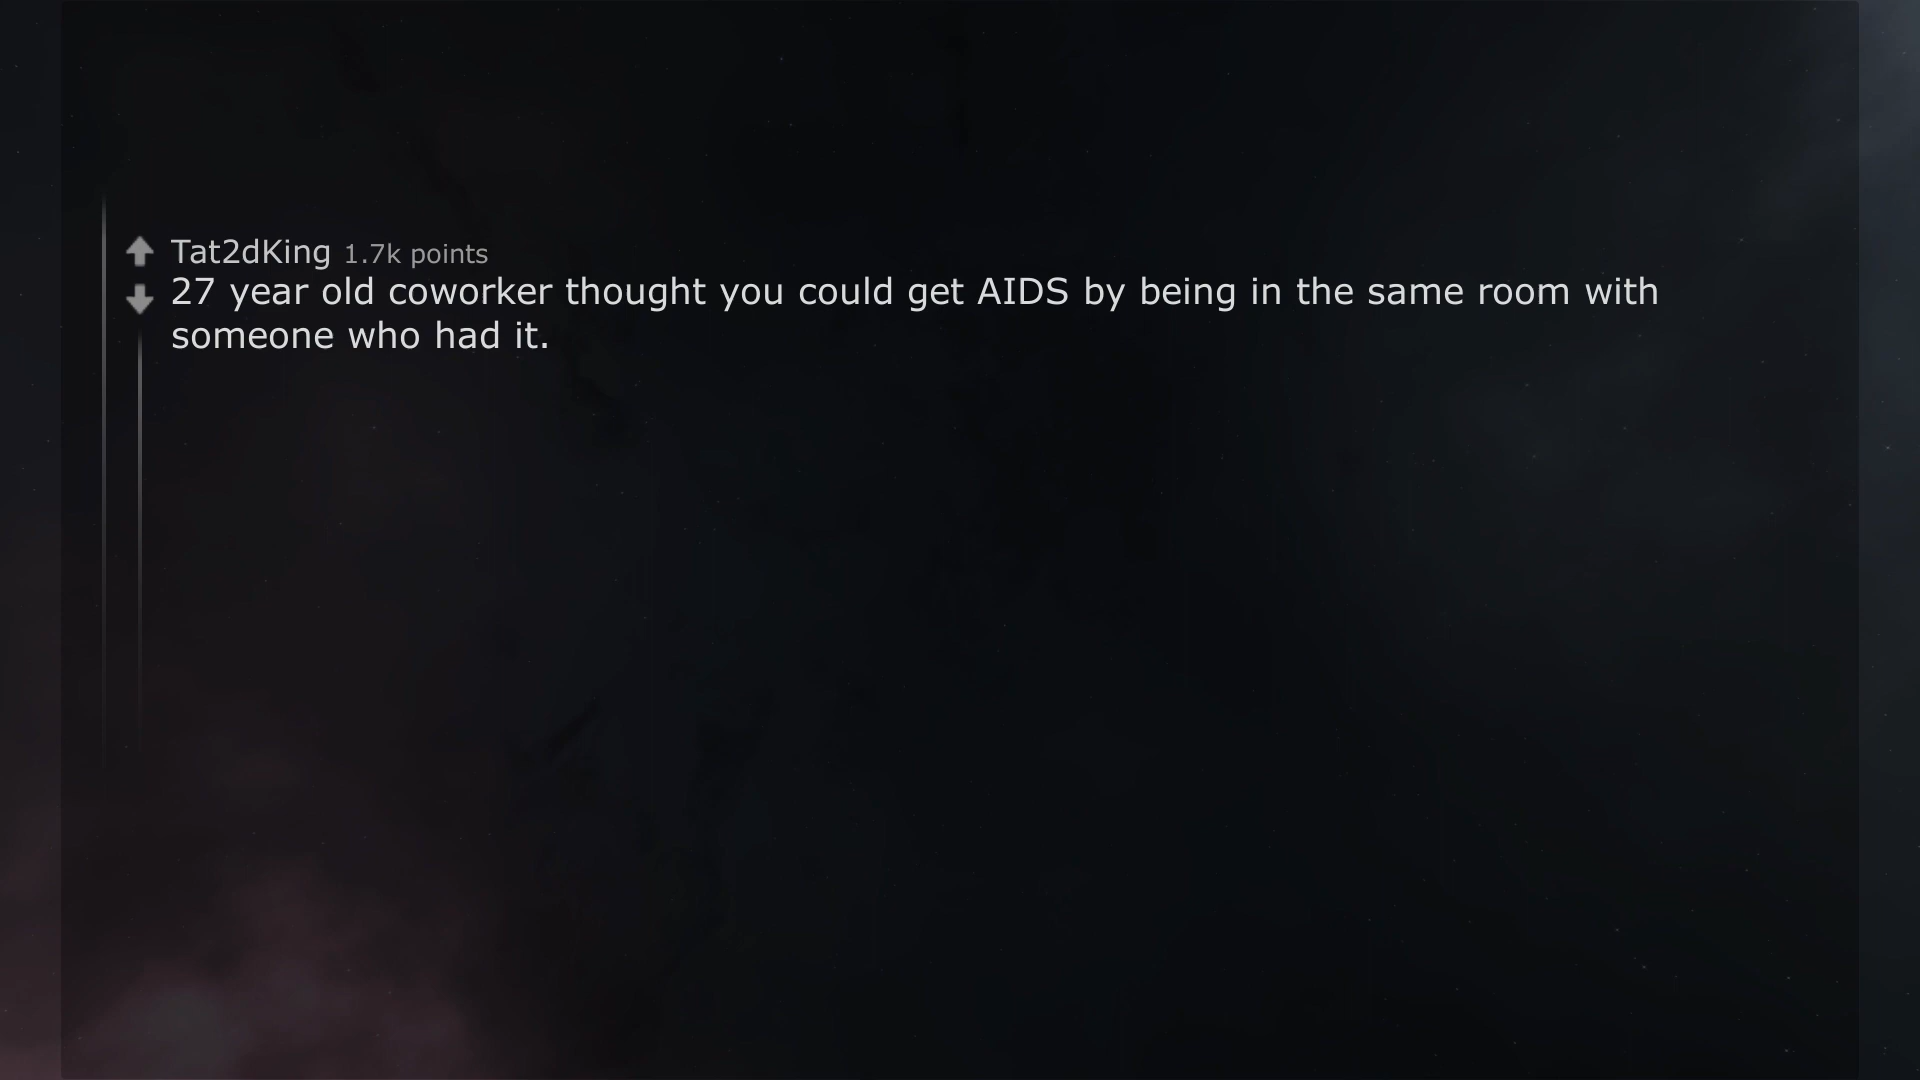 Tat2dKing 1.7k points
27 year old coworker thought you could get AIDS by being in the same room with
someone who had it.